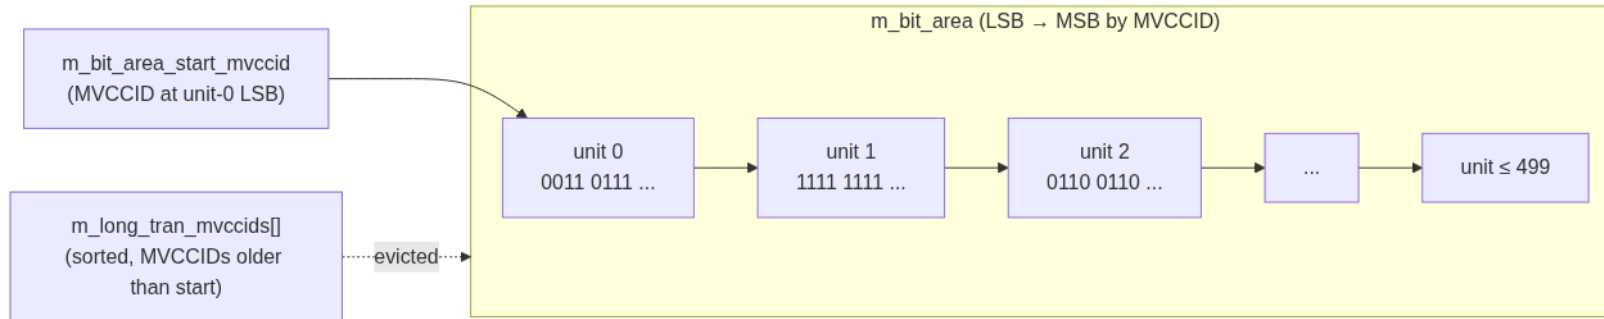 m_bit_area (LSB → MSB by MVCCID)
m_bit_area_start_mvccid
(MVCCID at unit-0 LSB)
unit 0
0011 0111 ...
unit 1
1111 1111 ...
unit 2
0110 0110 ...
...
unit ≤ 499
m_long_tran_mvccids[]
(sorted, MVCCIDs older
than start)
evicted